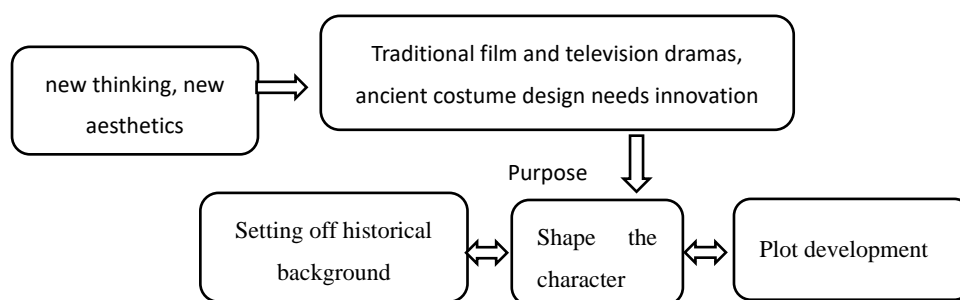 new thinking, new
aesthetics
Traditional film and television dramas,
ancient costume design needs innovation
Purpose
Setting off historical
background
Shape the
character
Plot development